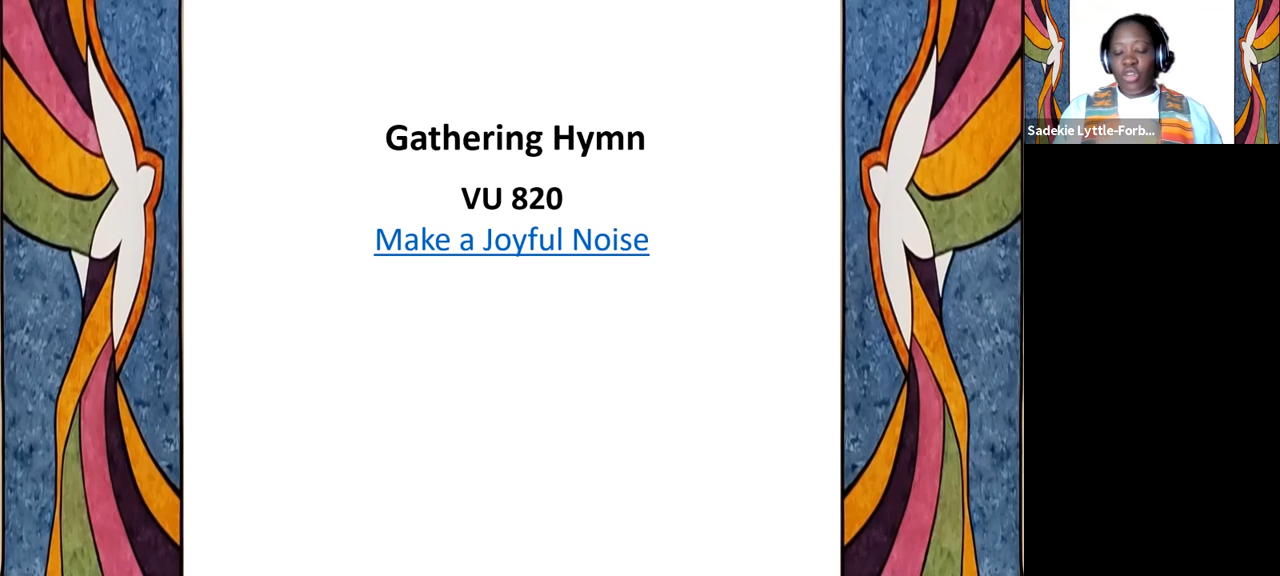 Gathering Hymn
VU 820
Make a Joyful Noise
Sadekie Lyttle-Forb...